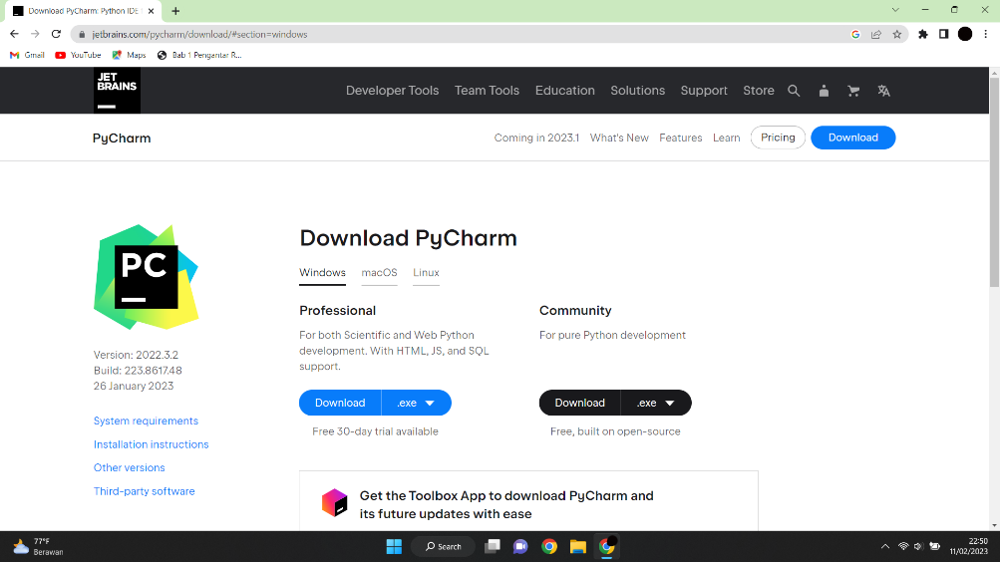 Download PyCharm: Python IDE
jetbrains.com/pycharm/download/#section=windows
Gmail
YouTube
Maps
Bab 1 Pengantar R...
JET
BRAINS
Developer Tools
Team Tools
Education
Solutions
Support
Store
PyCharm
Coming in 2023.1
What's New
Features
Learn
Pricing
Download
PC
Version: 2022.3.2
Build: 223.8617.48
26 January 2023
System requirements
Installation instructions
Other versions
Third-party software
Download PyCharm
Windows
macOS
Linux
Professional
For both Scientific and Web Python
development. With HTML, JS, and SQL
support.
Download
.exe
Free 30-day trial available
Community
For pure Python development
Download
.exe
Free, built on open-source
Get the Toolbox App to download PyCharm and
its future updates with ease
77°F
Berawan
Search
22:50
11/02/2023